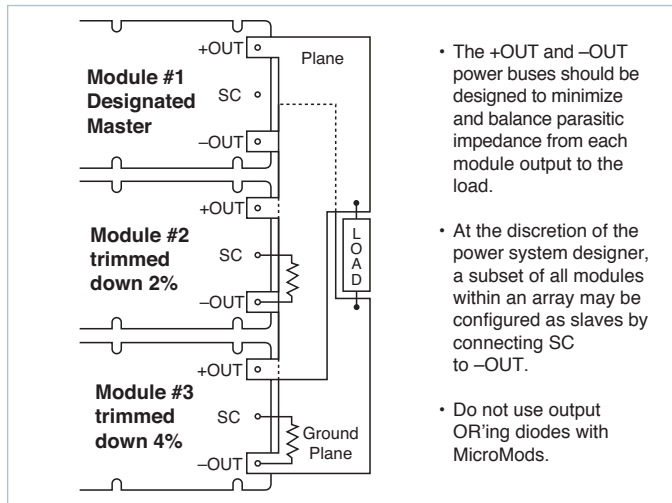 +OUT
Plane
Module #1
Designated
Master
SC
–OUT
+OUT
Module #2
trimmed
down 2%
SC
–OUT
LOAD
+OUT
Module #3
trimmed
down 4%
SC
Ground
Plane
–OUT
• The +OUT and –OUT
power buses should be
designed to minimize
and balance parasitic
impedance from each
module output to the
load.
• At the discretion of the
power system designer,
a subset of all modules
within an array may be
configured as slaves by
connecting SC
to –OUT.
• Do not use output
OR'ing diodes with
MicroMods.